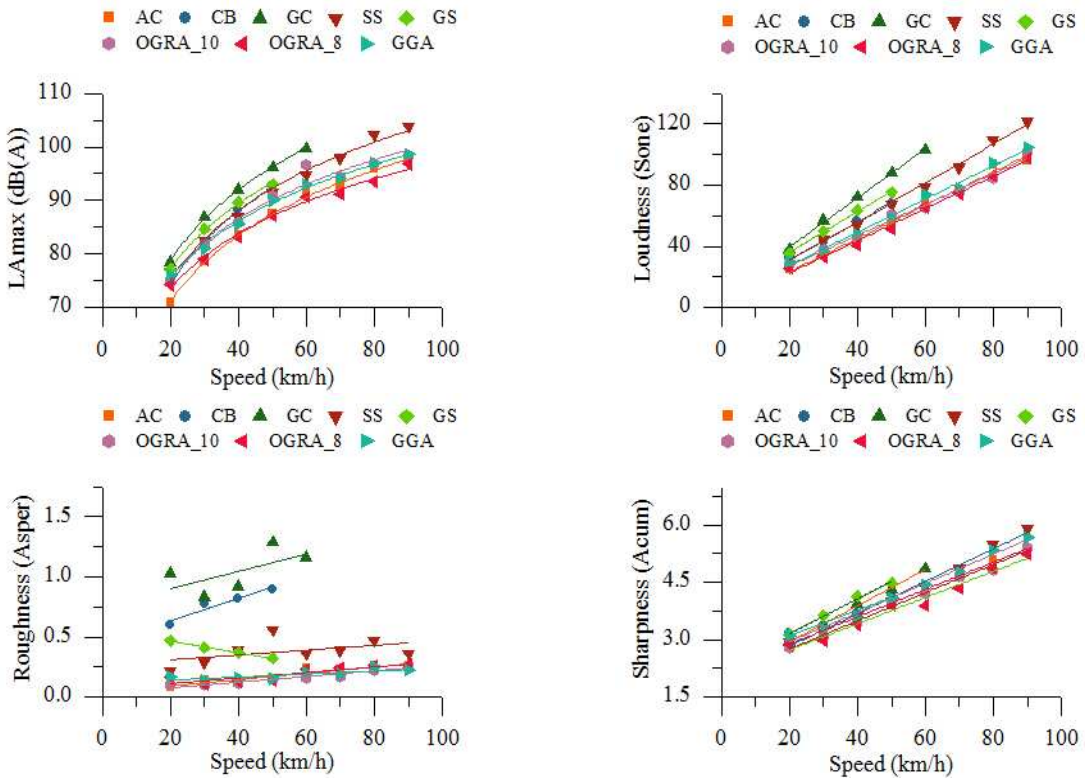 AC CB GC SS GS
OGRA_10 OGRA_8 GGA
LAmax (dB(A))
110
100
90
80
70
0 20 40 60 80 100
Speed (km/h)
AC CB GC SS GS
OGRA_10 OGRA_8 GGA
Loudness (Sone)
120
80
40
0
0 20 40 60 80 100
Speed (km/h)
AC CB GC SS GS
OGRA_10 OGRA_8 GGA
Roughness (Asper)
1.5
1.0
0.5
0.0
0 20 40 60 80 100
Speed (km/h)
AC CB GC SS GS
OGRA_10 OGRA_8 GGA
Sharpness (Acum)
6.0
4.5
3.0
1.5
0 20 40 60 80 100
Speed (km/h)